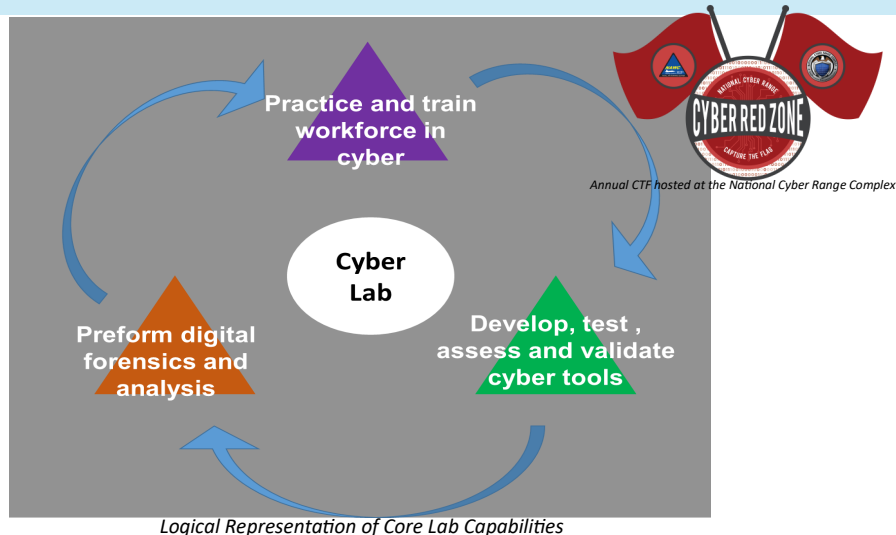 Practice and train
workforce in
cyber
NATIONAL CYBER RANGE
CYBER RED ZONE
CAPTURE THE FLAG
Annual CTF hosted at the National Cyber Range Complex
Cyber
Lab
Preform digital
forensics and
analysis
Develop, test ,
assess and validate
cyber tools
Logical Representation of Core Lab Capabilities